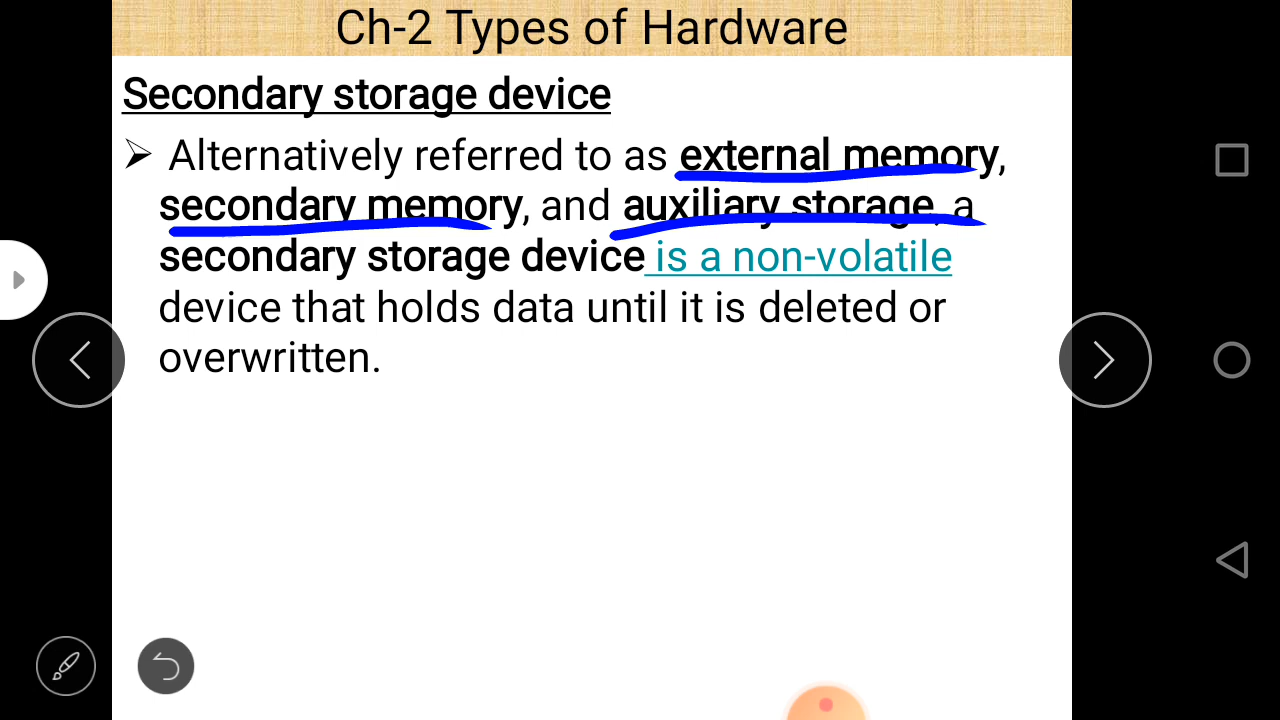 Ch-2 Types of Hardware
Secondary storage device
➢ Alternatively referred to as external memory,
secondary memory, and auxiliary storage, a
secondary storage device is a non-volatile
device that holds data until it is deleted or
overwritten.